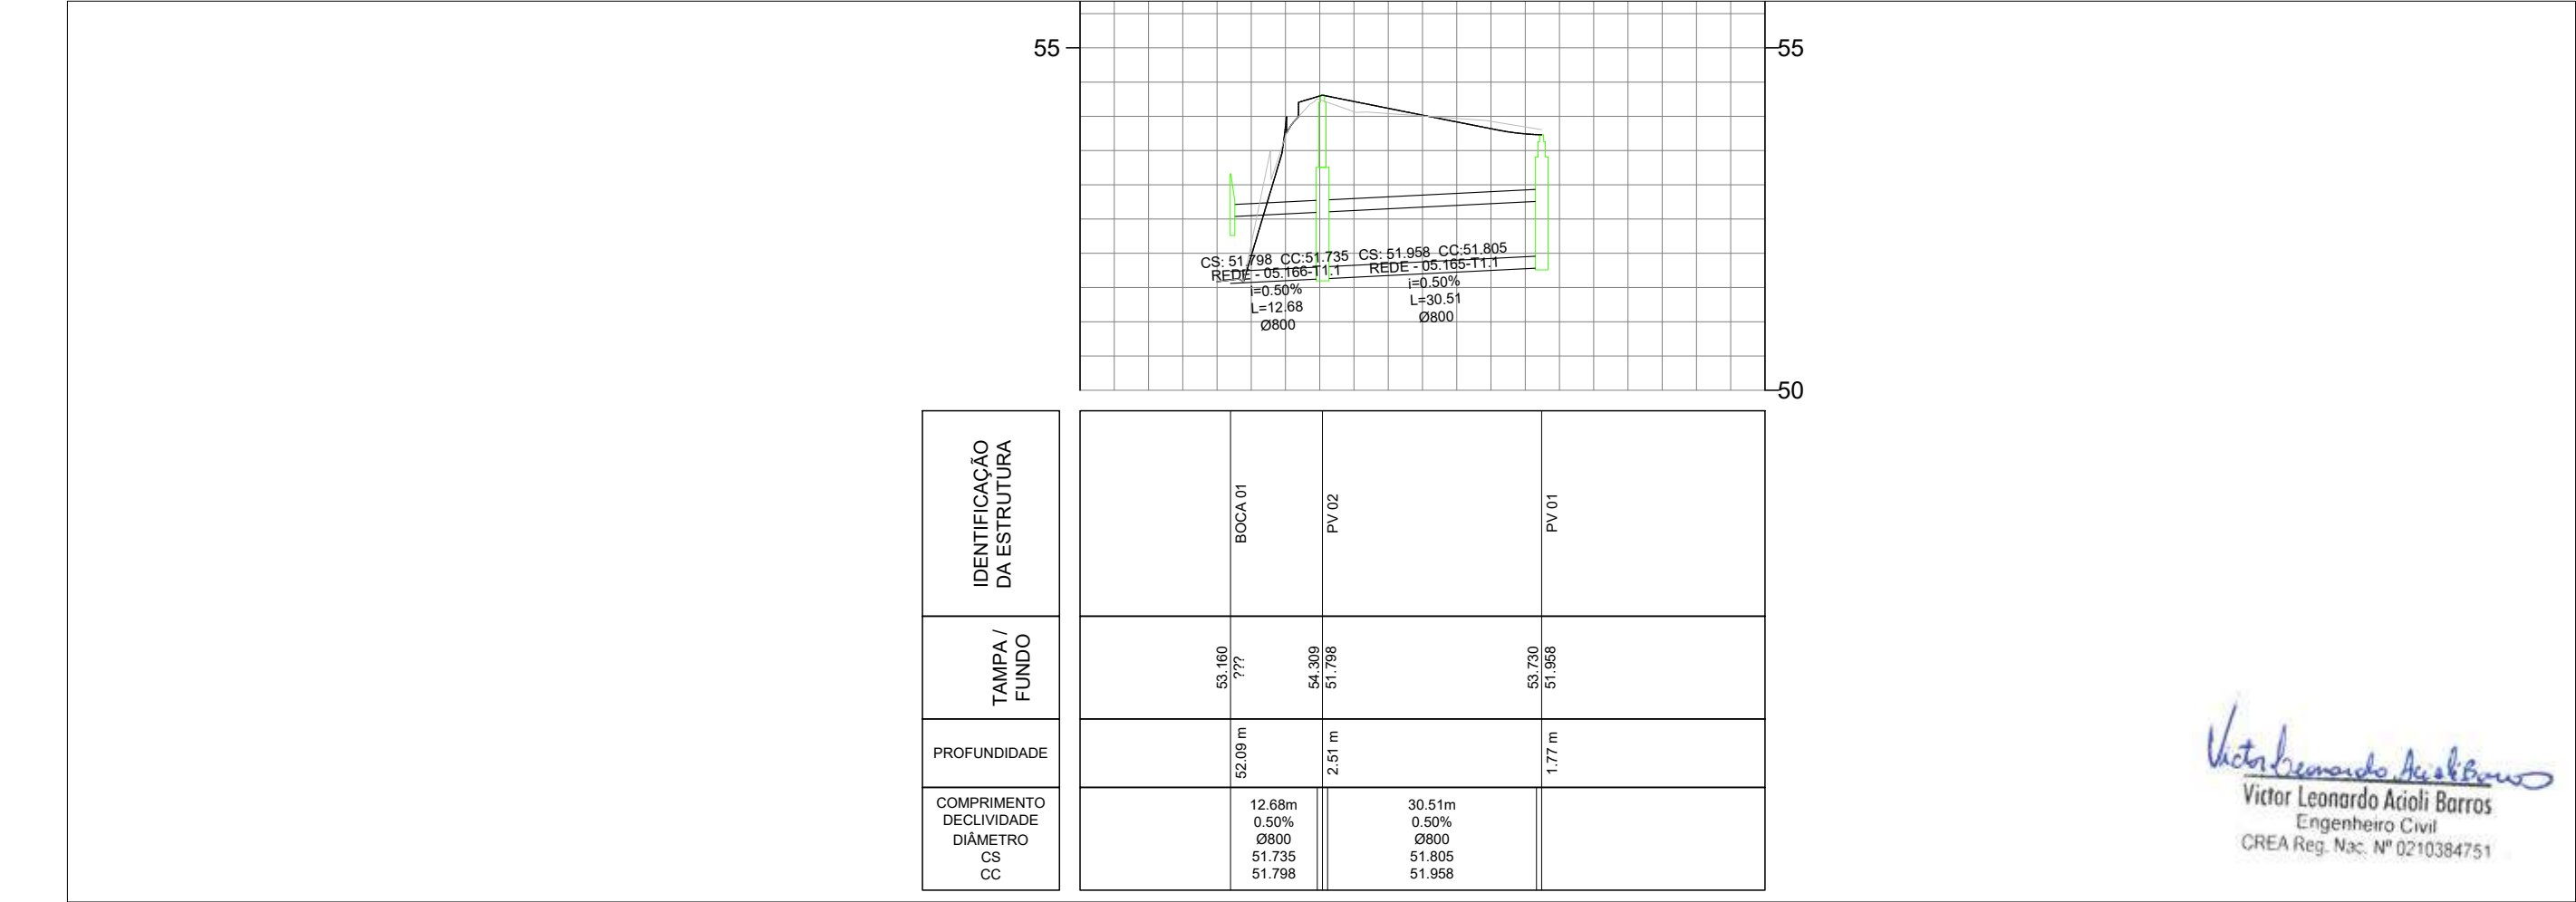 55
55
CS: 51.798 CC:51.735
CS: 51.958 CC:51.805
REDE - 05.166-T1.1
REDE - 05.165-T1.1
i=0.50%
i=0.50%
L=12.68
L=30.51
Ø800
Ø800
50
IDENTIFICAÇÃO
DA ESTRUTURA
BOCA 01
PV 02
PV 01
TAMPA /
FUNDO
53.160
???
54.309
51.798
53.730
51.958
PROFUNDIDADE
52.09 m
2.51 m
1.77 m
COMPRIMENTO
DECLIVIDADE
DIÂMETRO
CS
CC
12.68m
0.50%
Ø800
51.735
51.798
30.51m
0.50%
Ø800
51.805
51.958
Victor Leonardo Acioli Barros
Victor Leonardo Acioli Barros
Engenheiro Civil
CREA Reg. Nac. Nº 0210384751